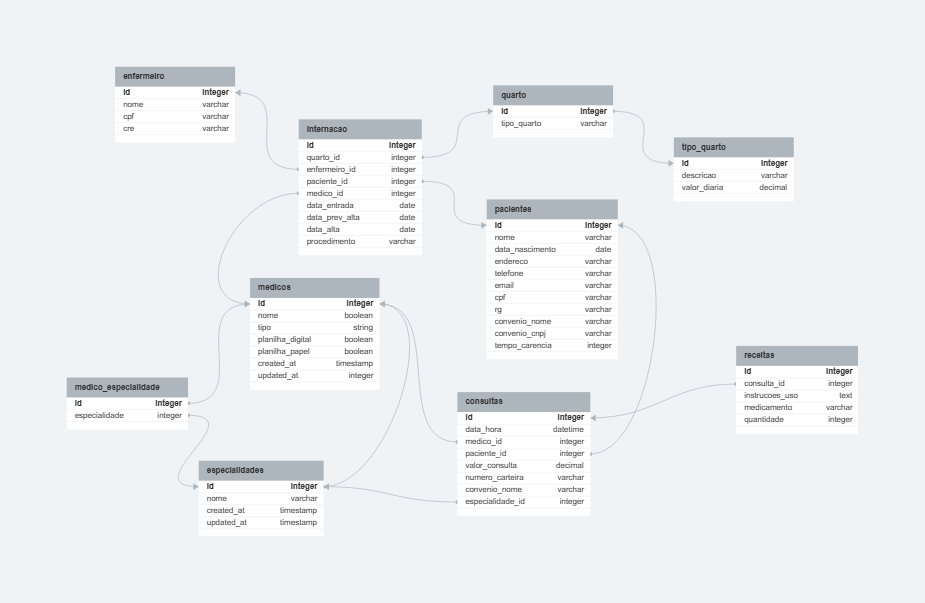 enfermeiro
Id Integer
nome varchar
cpf varchar
cre varchar
internacao
Id Integer
quarto_id integer
enfermeiro_id integer
paciente_id integer
medico_id integer
data_entrada date
data_prev_alta date
data_alta date
procedimento varchar
quarto
Id Integer
tipo_quarto varchar
tipo_quarto
Id Integer
descricao varchar
valor_diaria decimal
pacientes
Id Integer
nome varchar
data_nascimento date
endereco varchar
telefone varchar
email varchar
cpf varchar
rg varchar
convenio_nome varchar
convenio_cnpj varchar
tempo_carencia integer
medicos
Id Integer
nome boolean
tipo string
planilha_digital boolean
planilha_papel boolean
created_at timestamp
updated_at integer
medico_especialidade
Id Integer
especialidade integer
especialidades
Id Integer
nome varchar
created_at timestamp
updated_at timestamp
consultas
Id Integer
data_hora datetime
medico_id integer
paciente_id integer
valor_consulta decimal
numero_carteira varchar
convenio_nome varchar
especialidade_id integer
receitas
Id Integer
consulta_id integer
instrucoes_uso text
medicamento varchar
quantidade integer